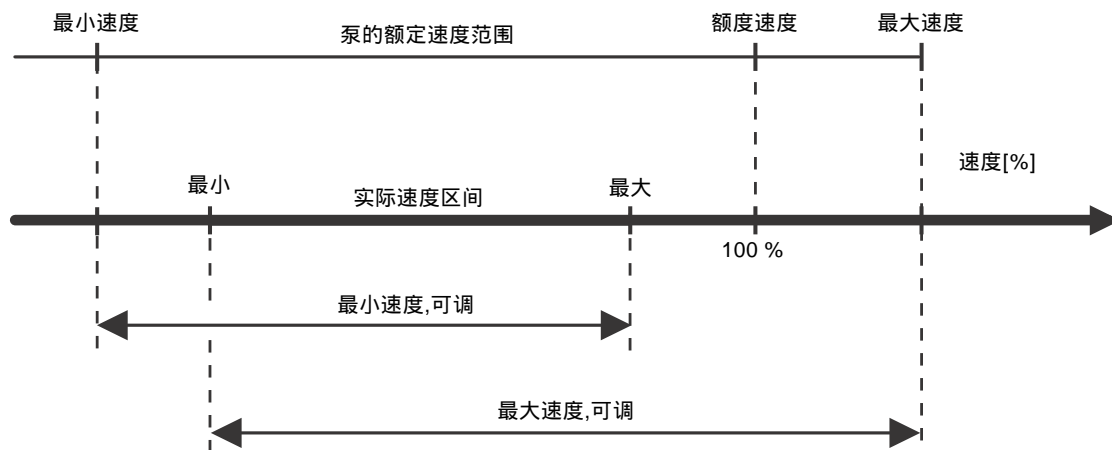 最小速度
泵的额定速度范围
额度速度
最大速度
速度[%]
最小
实际速度区间
最大
100 %
最小速度,可调
最大速度,可调